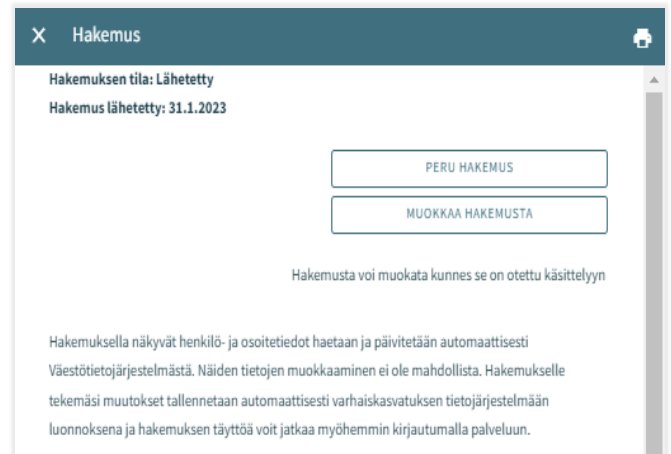 Hakemus
Hakemuksen tila: Lähetetty
Hakemus lähetetty: 31.1.2023
PERU HAKEMUS
MUOKKAA HAKEMUSTA
Hakemusta voi muokata kunnes se on otettu käsittelyyn
Hakemuksella näkyvät henkilö- ja osoitetiedot haetaan ja päivitetään automaattisesti
Väestötietojärjestelmästä. Näiden tietojen muokkaaminen ei ole mahdollista. Hakemukselle
tekemäsi muutokset tallennetaan automaattisesti varhaiskasvatuksen tietojärjestelmään
luonnoksena ja hakemuksen täyttöä voit jatkaa myöhemmin kirjautumalla palveluun.